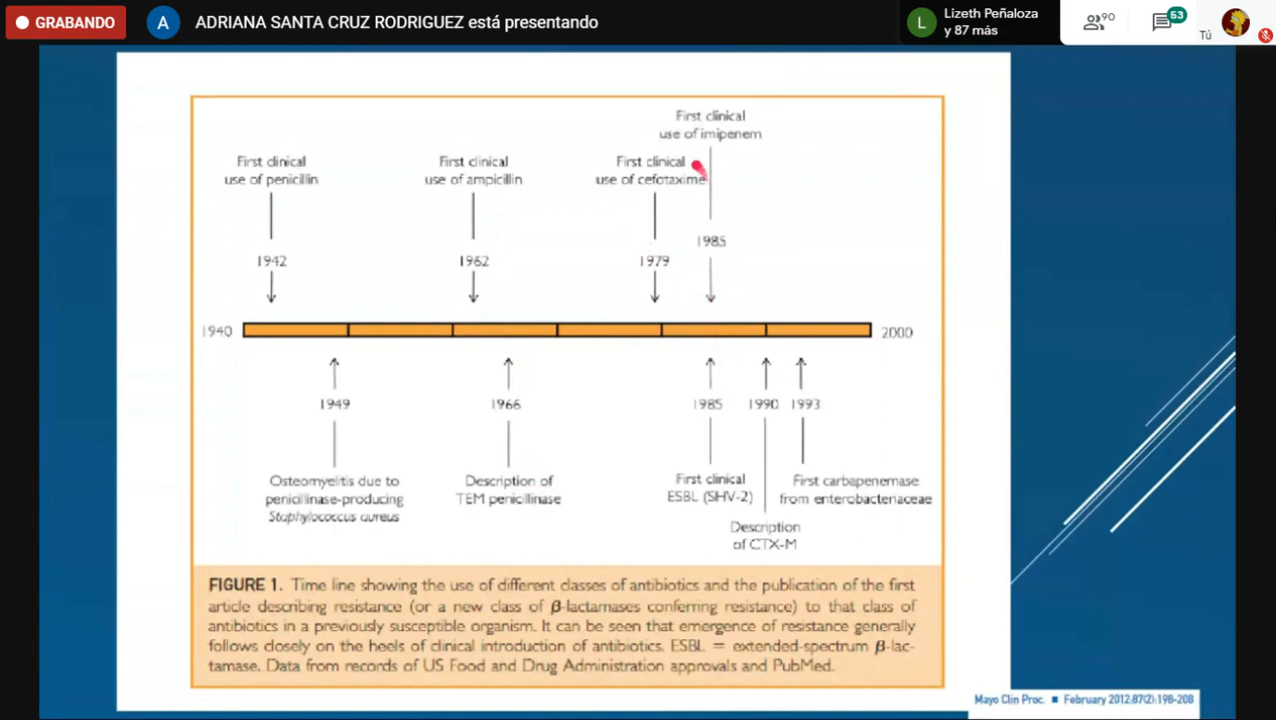 GRABANDO
A
ADRIANA SANTA CRUZ RODRIGUEZ está presentando
L
Lizeth Peñaloza
y 87 más
90
53
Tú
First clinical
use of imipenem
First clinical
use of penicillin
First clinical
use of ampicillin
First clinical
use of cefotaxime
1985
1942
1962
1979
1940
2000
1949
1966
1985
1990
1993
Osteomyelitis due to
penicillinase-producing
Staphylococcus aureus
Description of
TEM penicillinase
First clinical
ESBL (SHV-2)
First carbapenemase
from enterobacteriaceae
Description
of CTX-M
FIGURE 1. Time line showing the use of different classes of antibiotics and the publication of the first
article describing resistance (or a new class of β-lactamases conferring resistance) to that class of
antibiotics in a previously susceptible organism. It can be seen that emergence of resistance generally
follows closely on the heels of clinical introduction of antibiotics. ESBL = extended-spectrum β-lac-
tamase. Data from records of US Food and Drug Administration approvals and PubMed.
Mayo Clin Proc. ■ February 2012;87(2):198-208